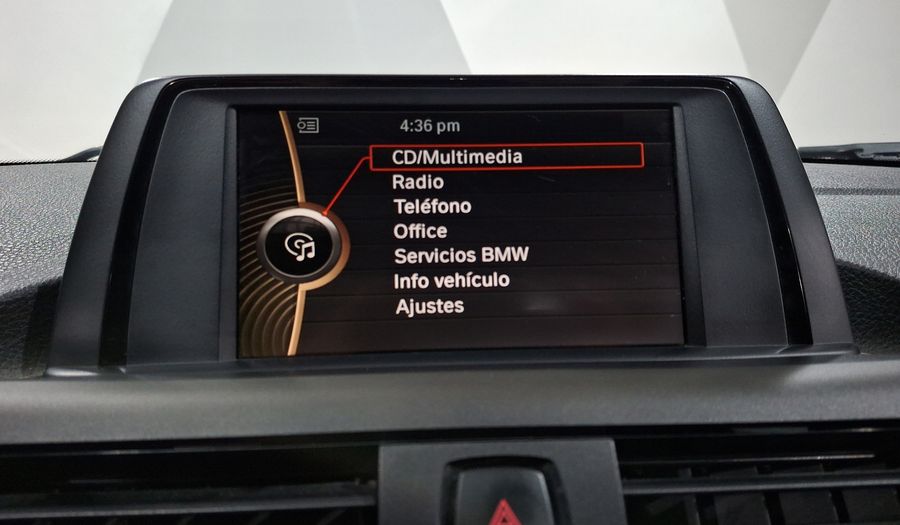 4:36 pm
CD/Multimedia
Radio
Teléfono
Office
Servicios BMW
Info vehículo
Ajustes